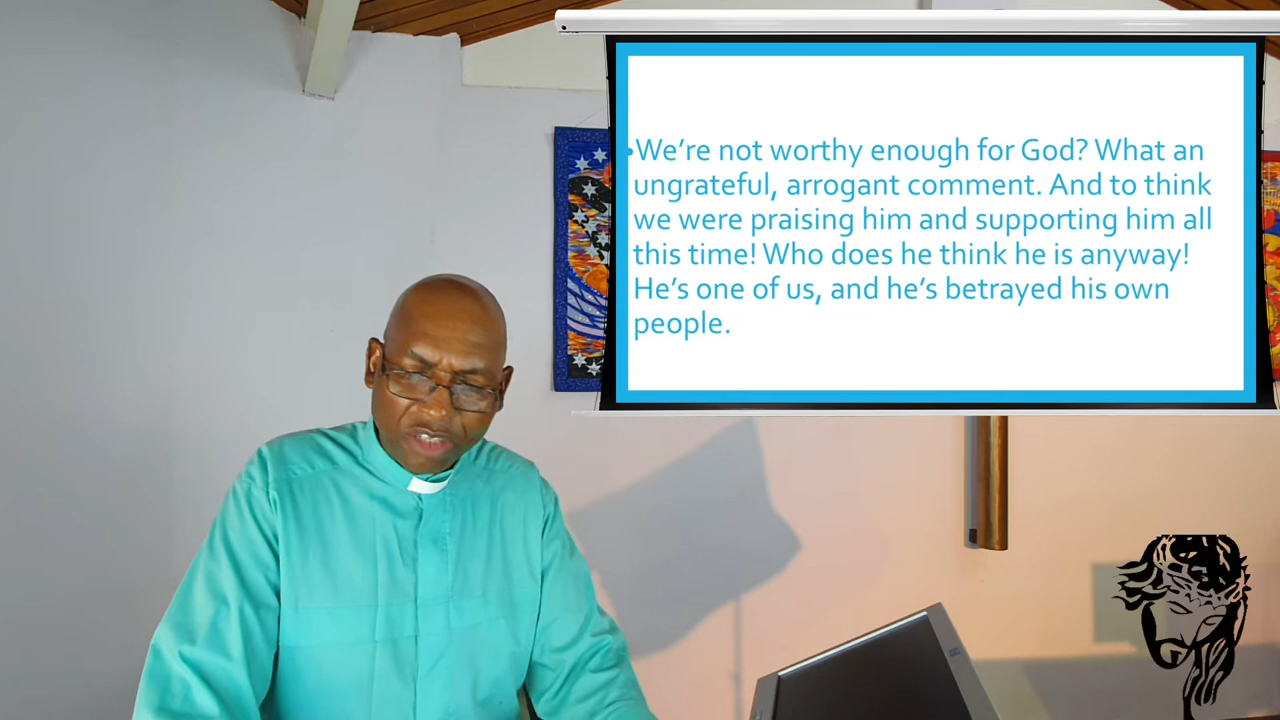 •We’re not worthy enough for God? What an
ungrateful, arrogant comment. And to think
we were praising him and supporting him all
this time! Who does he think he is anyway!
He’s one of us, and he’s betrayed his own
people.